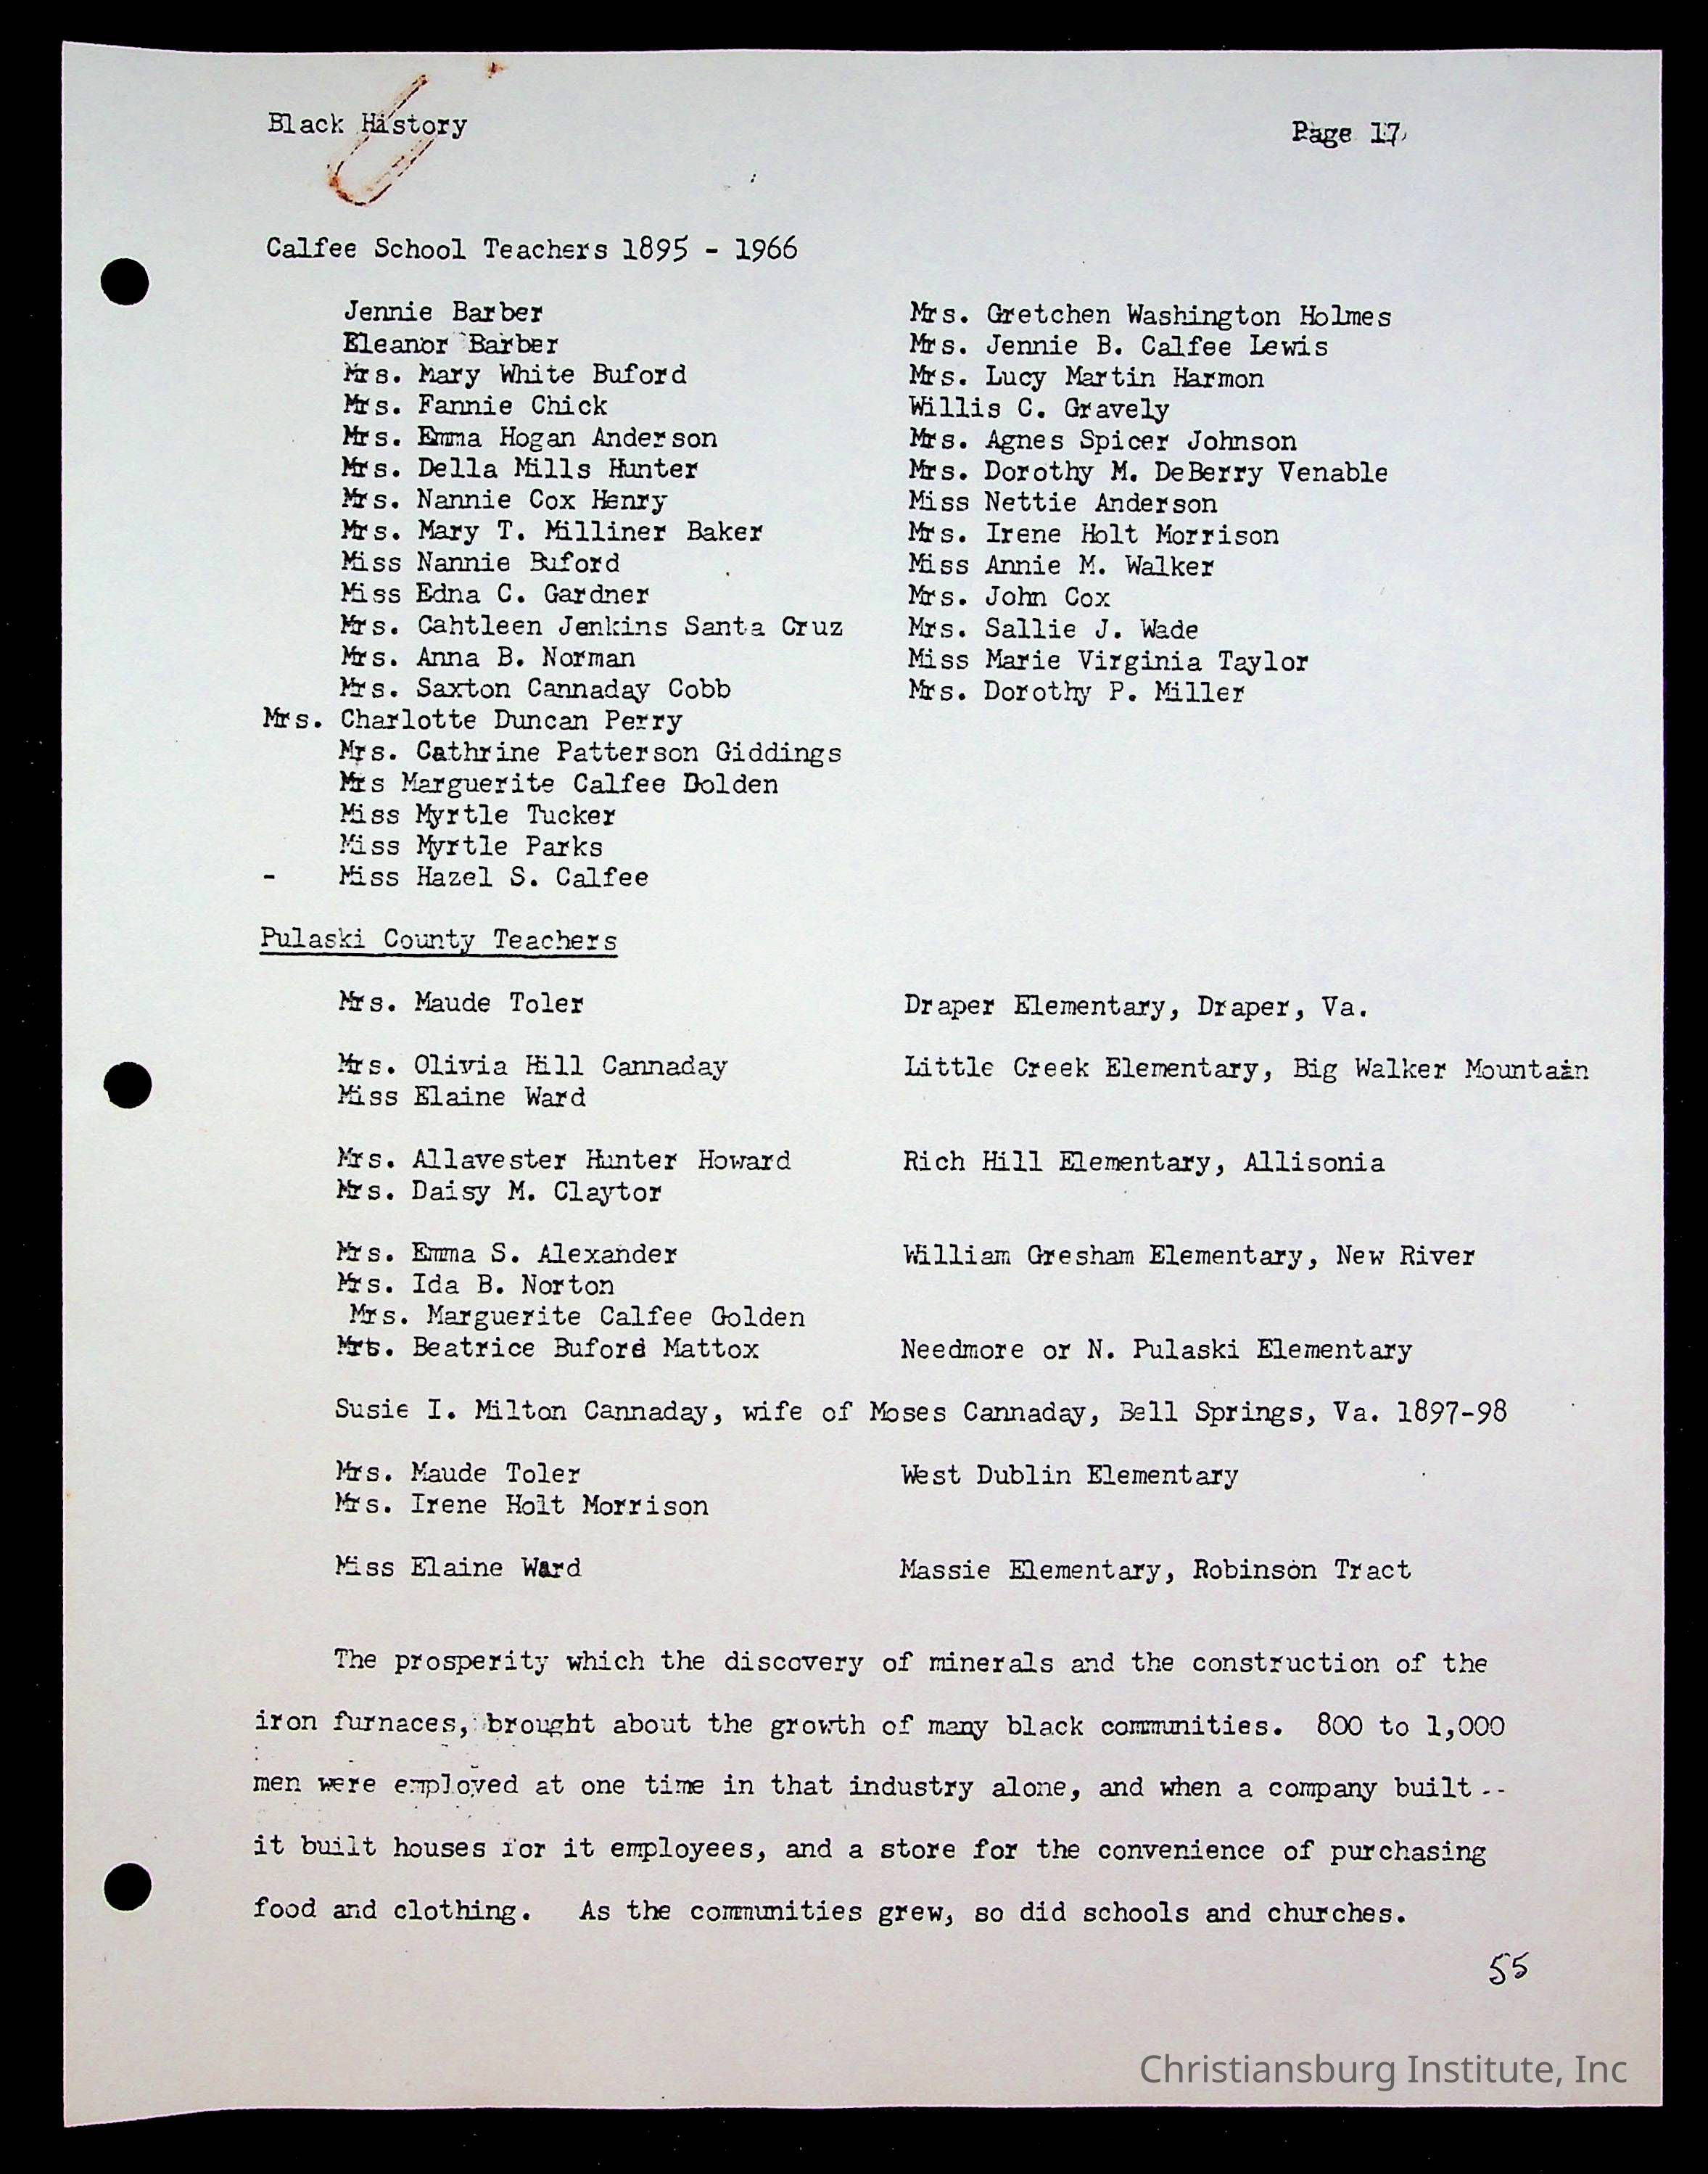 Black History Page 17
Calfee School Teachers 1895 - 1966
Jennie Barber
Eleanor Barber
Mrs. Mary White Buford
Mrs. Fannie Chick
Mrs. Emma Hogan Anderson
Mrs. Della Mills Hunter
Mrs. Nannie Cox Henry
Mrs. Mary T. Milliner Baker
Miss Nannie Buford
Miss Edna C. Gardner
Mrs. Cahtleen Jenkins Santa Cruz
Mrs. Anna B. Norman
Mrs. Saxton Cannaday Cobb
Mrs. Charlotte Duncan Perry
Mrs. Cathrine Patterson Giddings
Mrs Marguerite Calfee Dolden
Miss Myrtle Tucker
Miss Myrtle Parks
- Miss Hazel S. Calfee
Mrs. Gretchen Washington Holmes
Mrs. Jennie B. Calfee Lewis
Mrs. Lucy Martin Harmon
Willis C. Gravely
Mrs. Agnes Spicer Johnson
Mrs. Dorothy M. DeBerry Venable
Miss Nettie Anderson
Mrs. Irene Holt Morrison
Miss Annie M. Walker
Mrs. John Cox
Mrs. Sallie J. Wade
Miss Marie Virginia Taylor
Mrs. Dorothy P. Miller
Pulaski County Teachers
Mrs. Maude Toler Draper Elementary, Draper, Va.
Mrs. Olivia Hill Cannaday Little Creek Elementary, Big Walker Mountain
Miss Elaine Ward
Mrs. Allavester Hunter Howard Rich Hill Elementary, Allisonia
Mrs. Daisy M. Claytor
Mrs. Emma S. Alexander William Gresham Elementary, New River
Mrs. Ida B. Norton
Mrs. Marguerite Calfee Golden
Mrs. Beatrice Buford Mattox Needmore or N. Pulaski Elementary
Susie I. Milton Cannaday, wife of Moses Cannaday, Bell Springs, Va. 1897-98
Mrs. Maude Toler West Dublin Elementary
Mrs. Irene Holt Morrison
Miss Elaine Ward Massie Elementary, Robinson Tract
The prosperity which the discovery of minerals and the construction of the
iron furnaces, brought about the growth of many black communities. 800 to 1,000
men were employed at one time in that industry alone, and when a company built --
it built houses for it employees, and a store for the convenience of purchasing
food and clothing. As the communities grew, so did schools and churches.
55
Christiansburg Institute, Inc